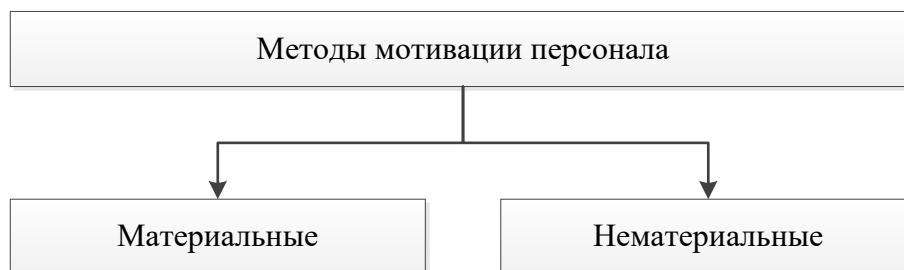 Методы мотивации персонала
Материальные
Нематериальные